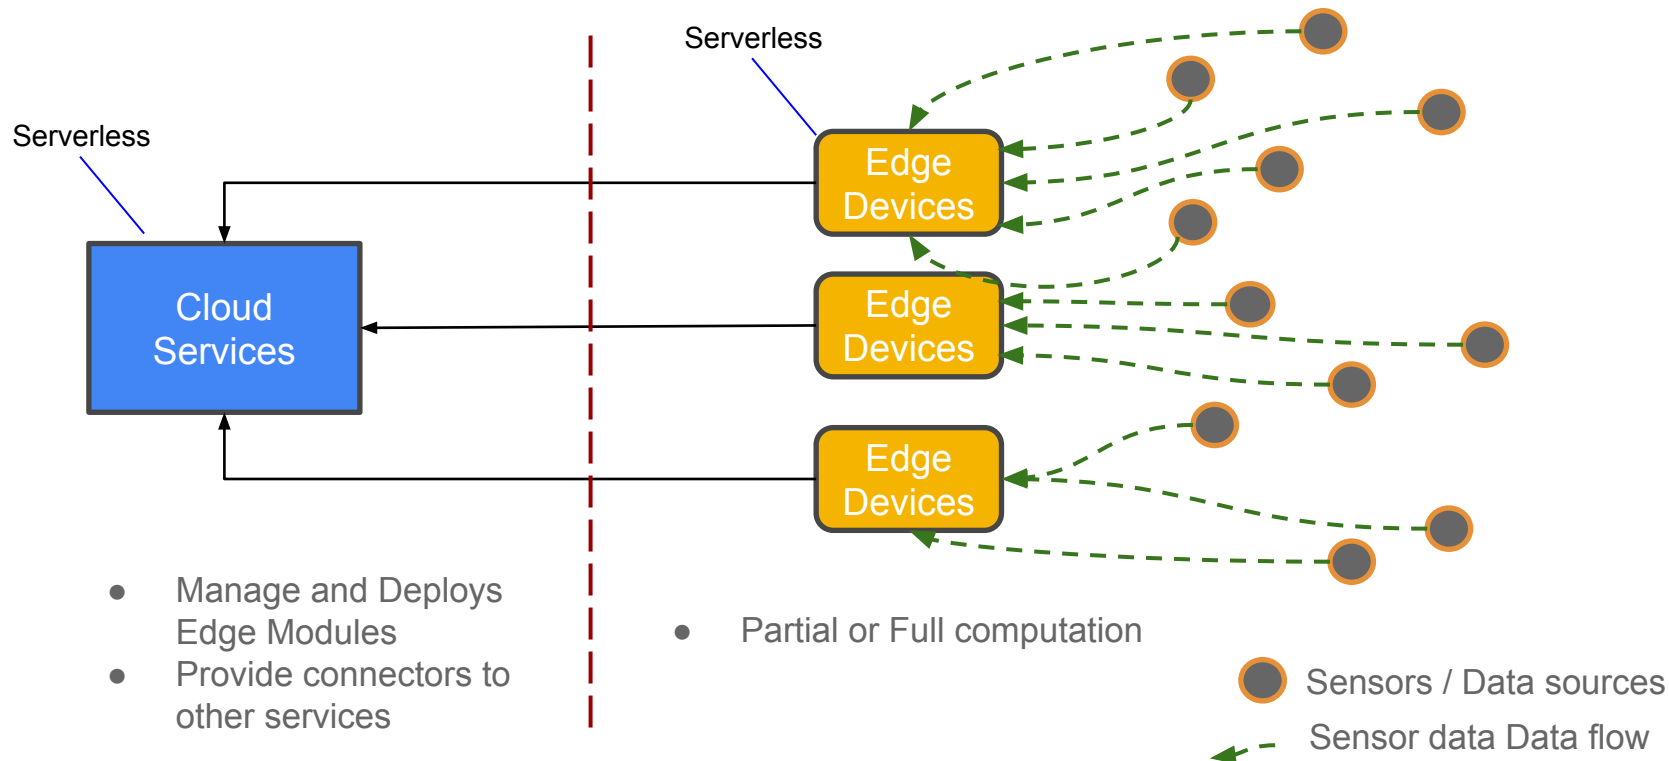 Serverless
Serverless
Edge
Devices
Cloud
Services
Edge
Devices
Edge
Devices
● Manage and Deploys
Edge Modules
● Provide connectors to
other services
● Partial or Full computation
Sensors / Data sources
Sensor data Data flow